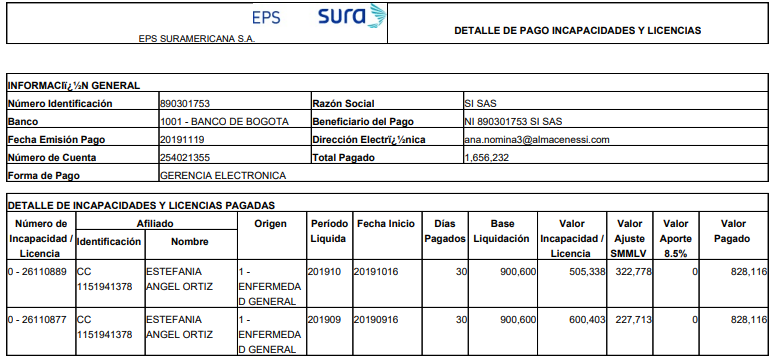 EPS sura
EPS SURAMERICANA S.A.
DETALLE DE PAGO INCAPACIDADES Y LICENCIAS
INFORMACIï¿½N GENERAL
Número Identificación 890301753 Razón Social SI SAS
Banco 1001 - BANCO DE BOGOTA Beneficiario del Pago NI 890301753 SI SAS
Fecha Emisión Pago 20191119 Dirección Electrï¿½nica ana.nomina3@almacenessi.com
Número de Cuenta 254021355 Total Pagado 1,656,232
Forma de Pago GERENCIA ELECTRONICA
DETALLE DE INCAPACIDADES Y LICENCIAS PAGADAS
Número de Afiliado Origen Período Fecha Inicio Días Base Valor Valor Valor Valor
Incapacidad / Identificación Nombre Liquida Pagados Liquidación Incapacidad / Ajuste Aporte Pagado
Licencia Licencia SMMLV 8.5%
0 - 26110889 CC ESTEFANIA 1 - 201910 20191016 30 900,600 505,338 322,778 0 828,116
1151941378 ANGEL ORTIZ ENFERMEDA
D GENERAL
0 - 26110877 CC ESTEFANIA 1 - 201909 20190916 30 900,600 600,403 227,713 0 828,116
1151941378 ANGEL ORTIZ ENFERMEDA
D GENERAL